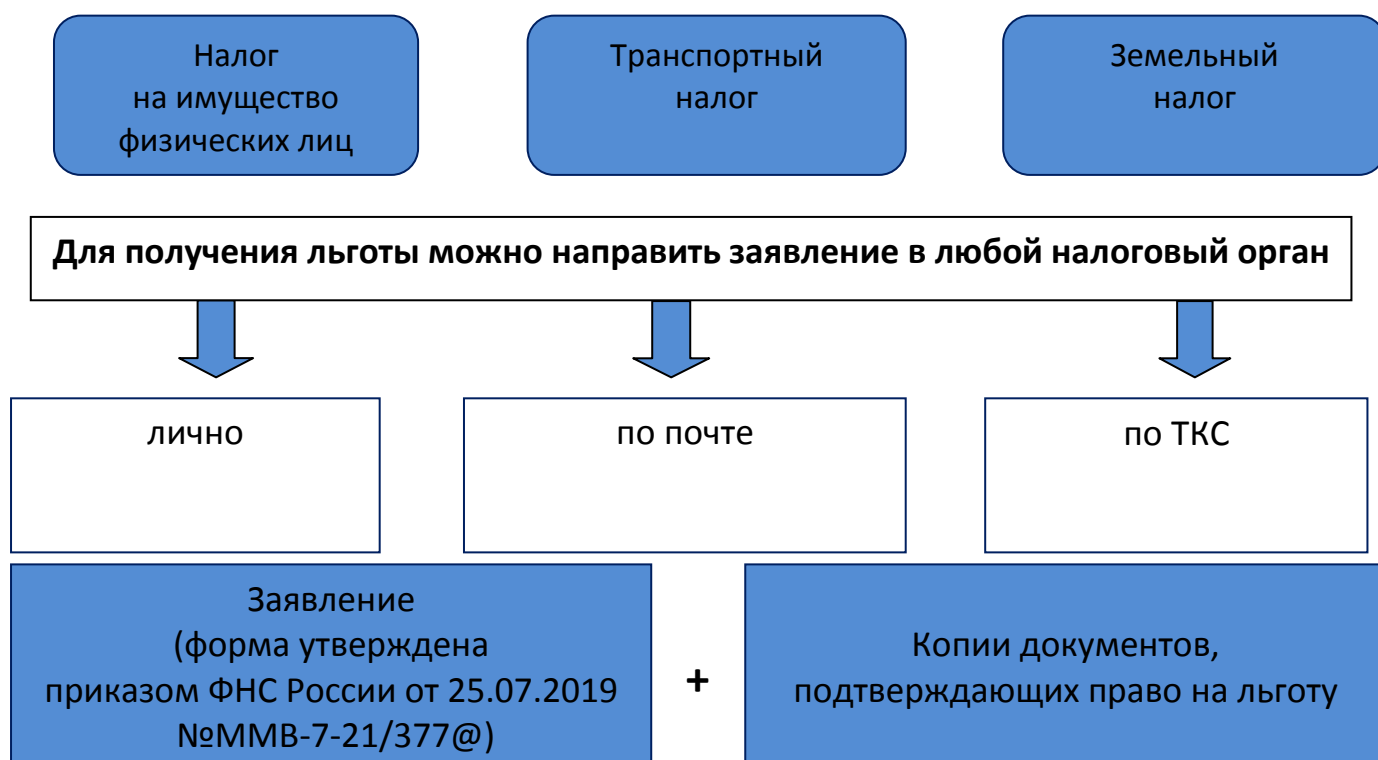 Налог
на имущество
физических лиц
Транспортный
налог
Земельный
налог
Для получения льготы можно направить заявление в любой налоговый орган
лично
по почте
по ТКС
Заявление
(форма утверждена
приказом ФНС России от 25.07.2019
№ММВ-7-21/377@)
+
Копии документов,
подтверждающих право на льготу